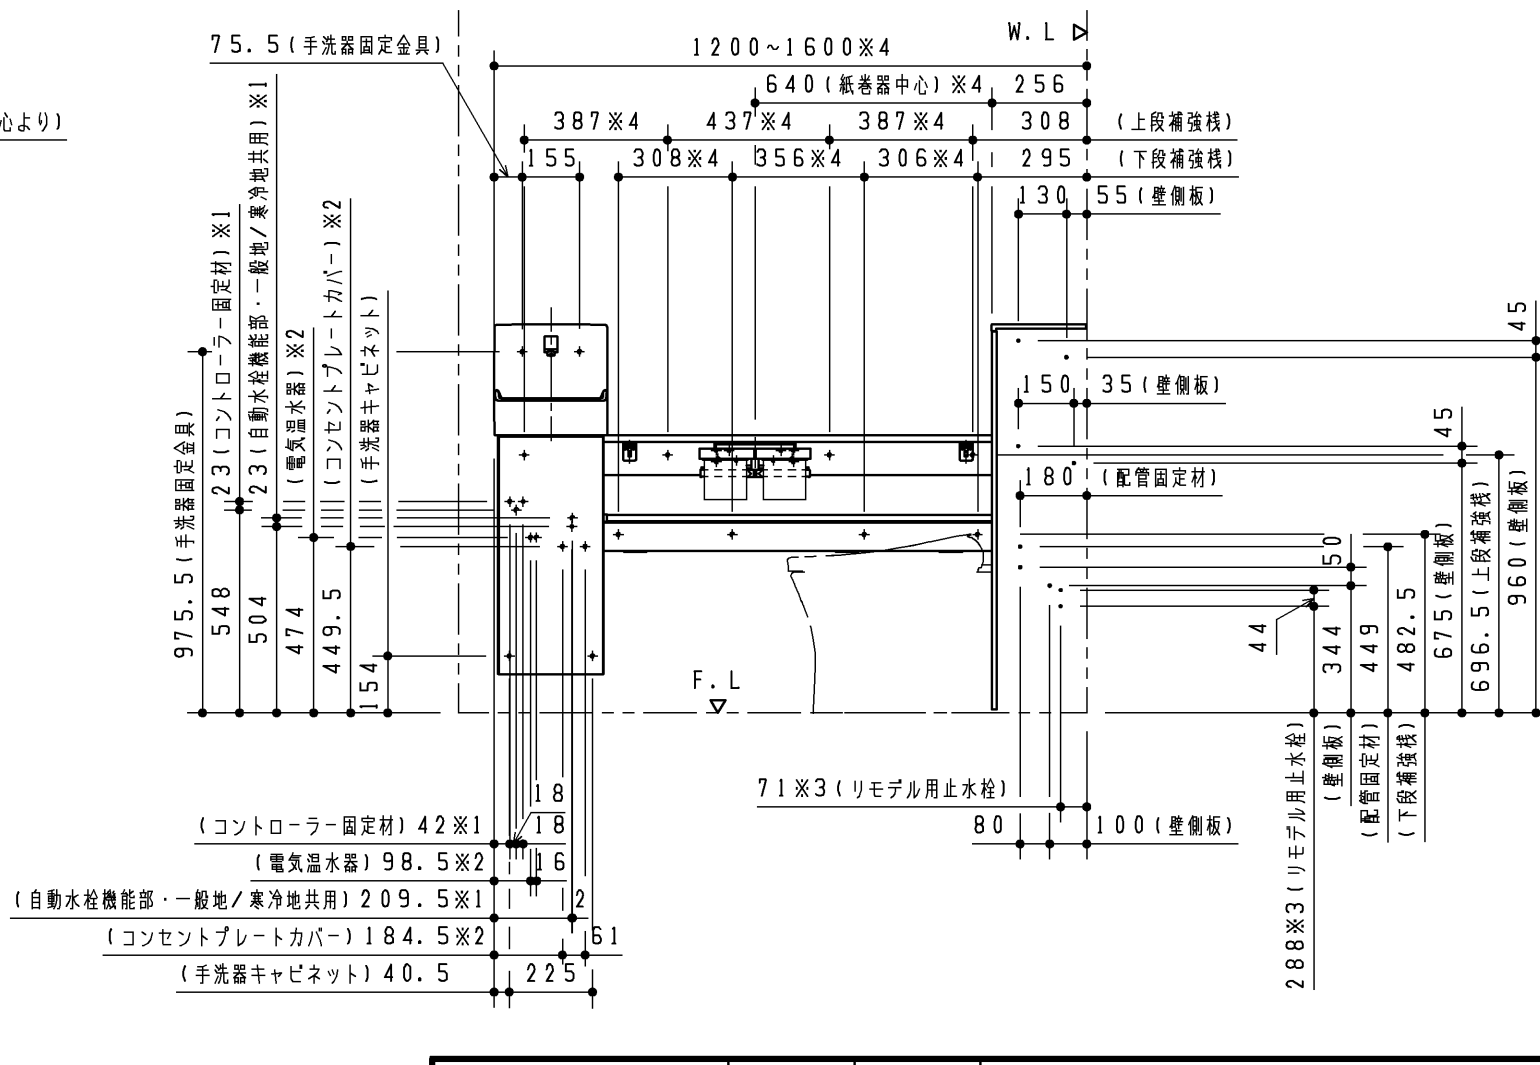 75.5(手洗器固定金具)
W.L
1200~1600※4
640(紙巻器中心)※4 256
心より)
387※4 437※4 387※4 308 (上段補強桟)
155 308※4 356※4 306※4 295 (下段補強桟)
130 55(壁側板)
150 35(壁側板)
180 (配管固定材)
975.5(手洗器固定金具)
548 23(コントローラー固定材)※1
504 23(自動水栓機能部・一般地/寒冷地共用)※1
474 (電気温水器)※2
449.5 (コンセントプレートカバー)※2
154 (手洗器キャビネット)
F.L
44
288※3(リモデル用止水栓)
344 50 (壁側板)
449 (配管固定材)
482.5 (下段補強桟)
675(壁側板) 45
696.5(上段補強桟)
960(壁側板) 45
71※3(リモデル用止水栓)
80 100(壁側板)
18
(コントローラー固定材)42※1 18
(電気温水器)98.5※2 16
(自動水栓機能部・一般地/寒冷地共用)209.5※1 2
(コンセントプレートカバー)184.5※2 61
(手洗器キャビネット)40.5 225